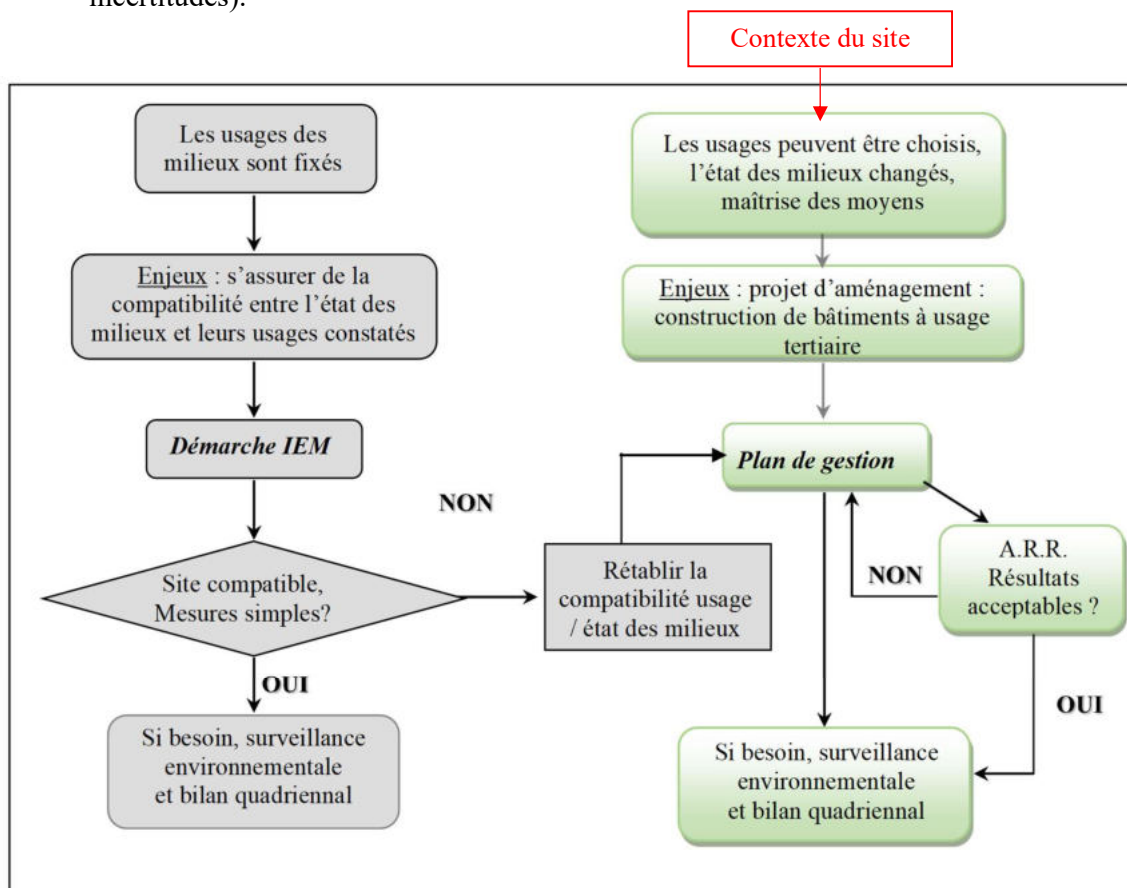 incertitudes).
Contexte du site
Les usages des
milieux sont fixés
Enjeux : s’assurer de la
compatibilité entre l’état des
milieux et leurs usages constatés
Démarche IEM
Site compatible,
Mesures simples?
NON
OUI
Rétablir la
compatibilité usage
/ état des milieux
Si besoin, surveillance
environnementale
et bilan quadriennal
Les usages peuvent être choisis,
l’état des milieux changés,
maîtrise des moyens
Enjeux : projet d’aménagement :
construction de bâtiments à usage
tertiaire
Plan de gestion
A.R.R.
Résultats
acceptables ?
NON
OUI
Si besoin, surveillance
environnementale
et bilan quadriennal